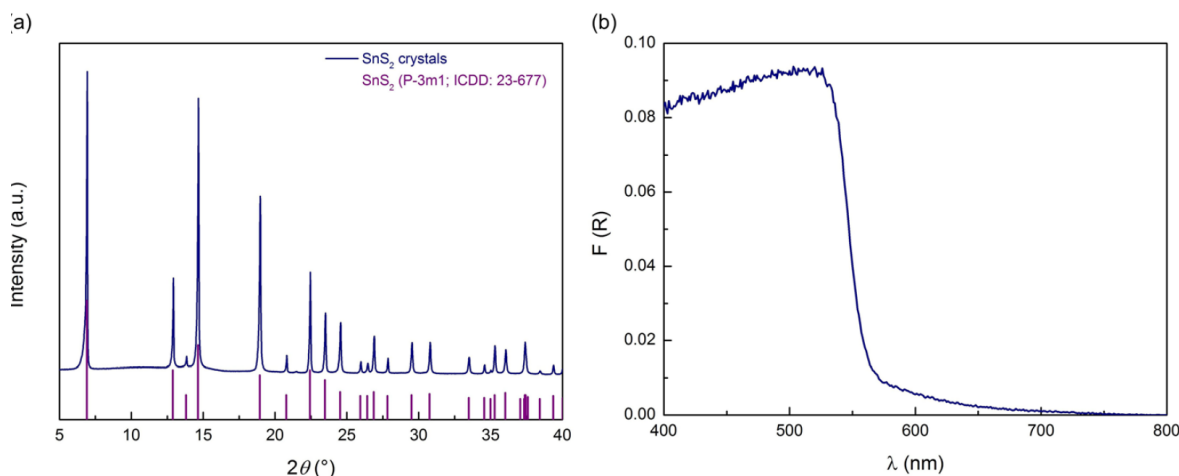 (a)
SnS₂ crystals
SnS₂ (P-3m1; ICDD: 23-677)
Intensity (a.u.)
5 10 15 20 25 30 35 40
2θ (°)
(b)
0.10
0.08
0.06
0.04
0.02
0.00
F (R)
400 500 600 700 800
λ (nm)